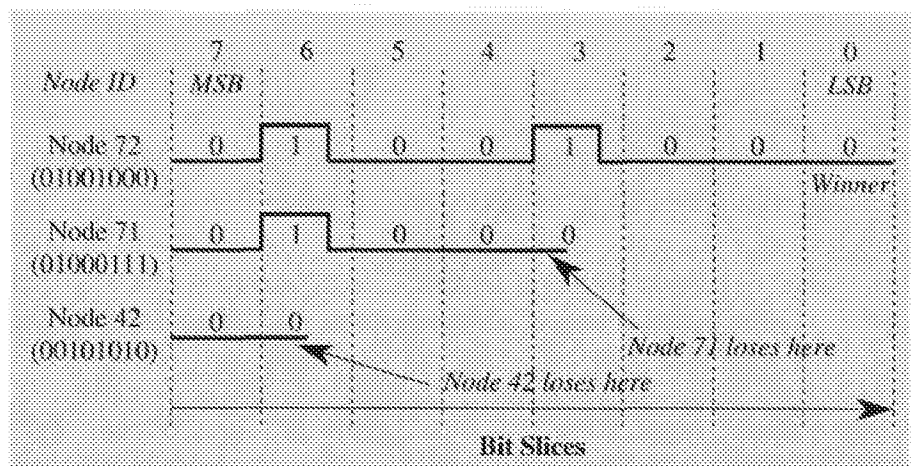 7 6 5 4 3 2 1 0
Node ID MSB LSB
Node 72 0 1 0 0 1 0 0 0
(01001000) Winner
Node 71 0 1 0 0 0
(01000111)
Node 42 0 0
(00101010)
Node 71 loses here
Node 42 loses here
Bit Slices